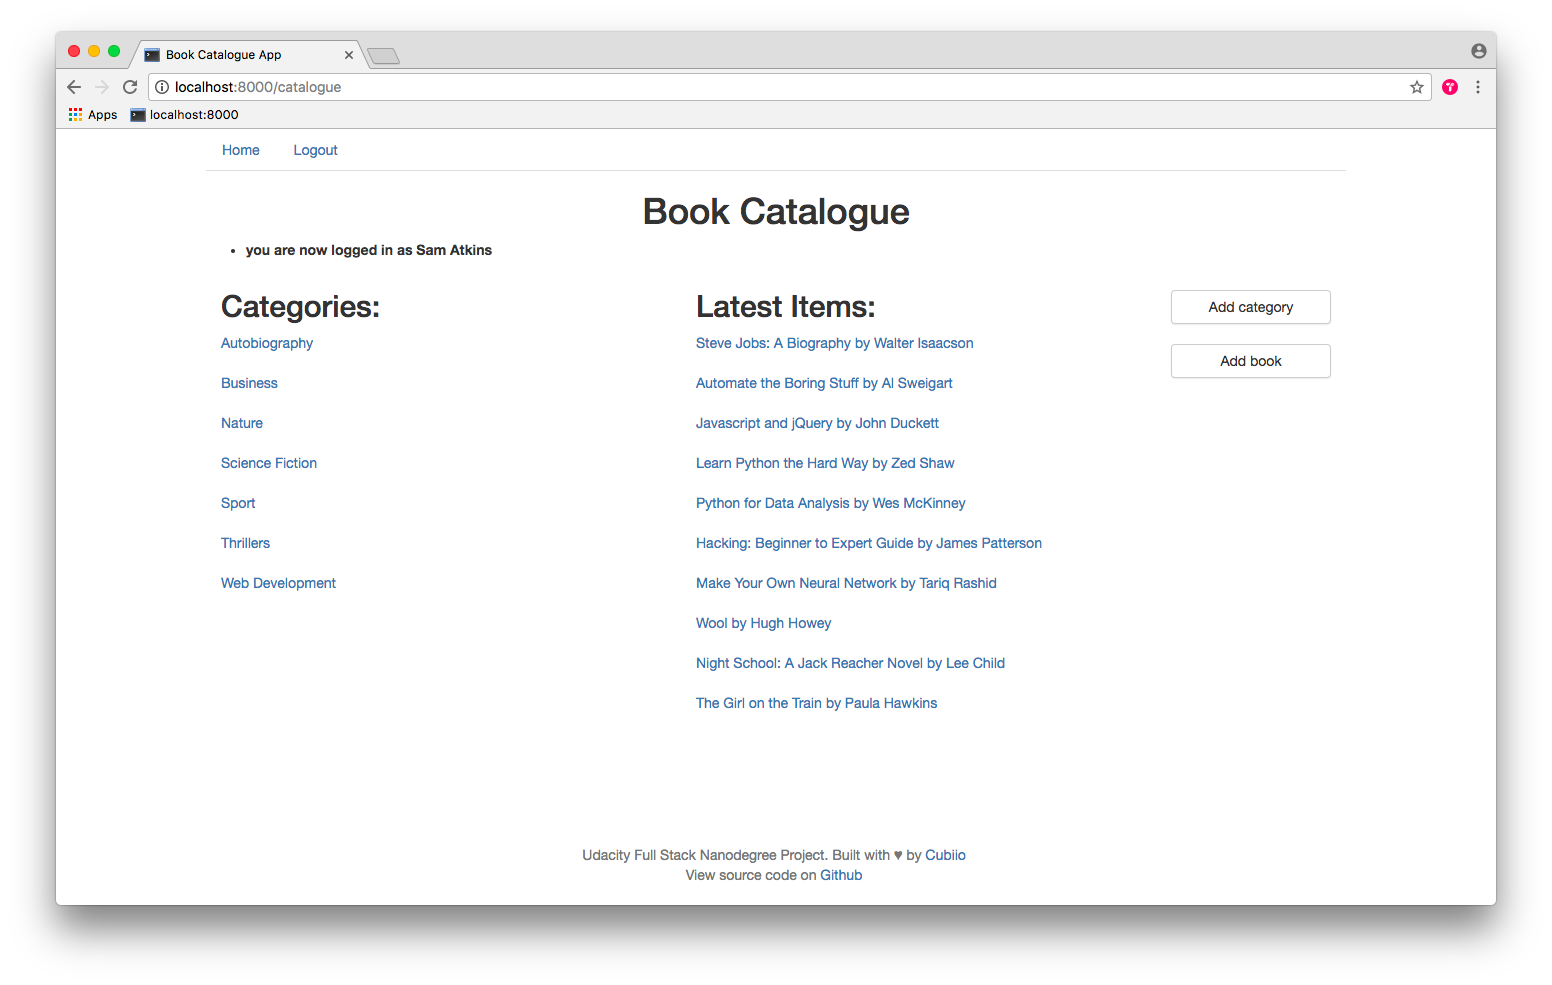 Book Catalogue App
localhost:8000/catalogue
Apps localhost:8000
Home Logout
Book Catalogue
• you are now logged in as Sam Atkins
Categories:
Autobiography
Business
Nature
Science Fiction
Sport
Thrillers
Web Development
Latest Items:
Steve Jobs: A Biography by Walter Isaacson
Automate the Boring Stuff by Al Sweigart
Javascript and jQuery by John Duckett
Learn Python the Hard Way by Zed Shaw
Python for Data Analysis by Wes McKinney
Hacking: Beginner to Expert Guide by James Patterson
Make Your Own Neural Network by Tariq Rashid
Wool by Hugh Howey
Night School: A Jack Reacher Novel by Lee Child
The Girl on the Train by Paula Hawkins
Add category
Add book
Udacity Full Stack Nanodegree Project. Built with ♥ by Cubiio
View source code on Github